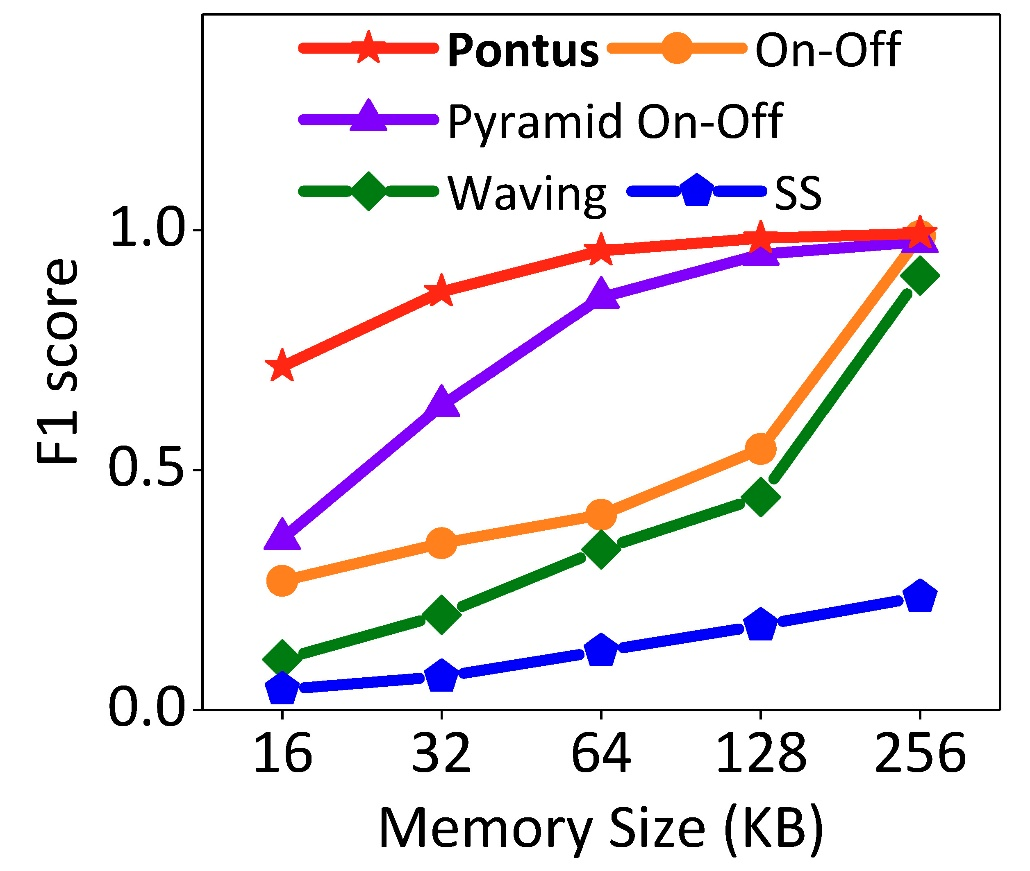 Pontus On-Off
Pyramid On-Off
Waving SS
1.0
0.5
0.0
F1 score
16 32 64 128 256
Memory Size (KB)